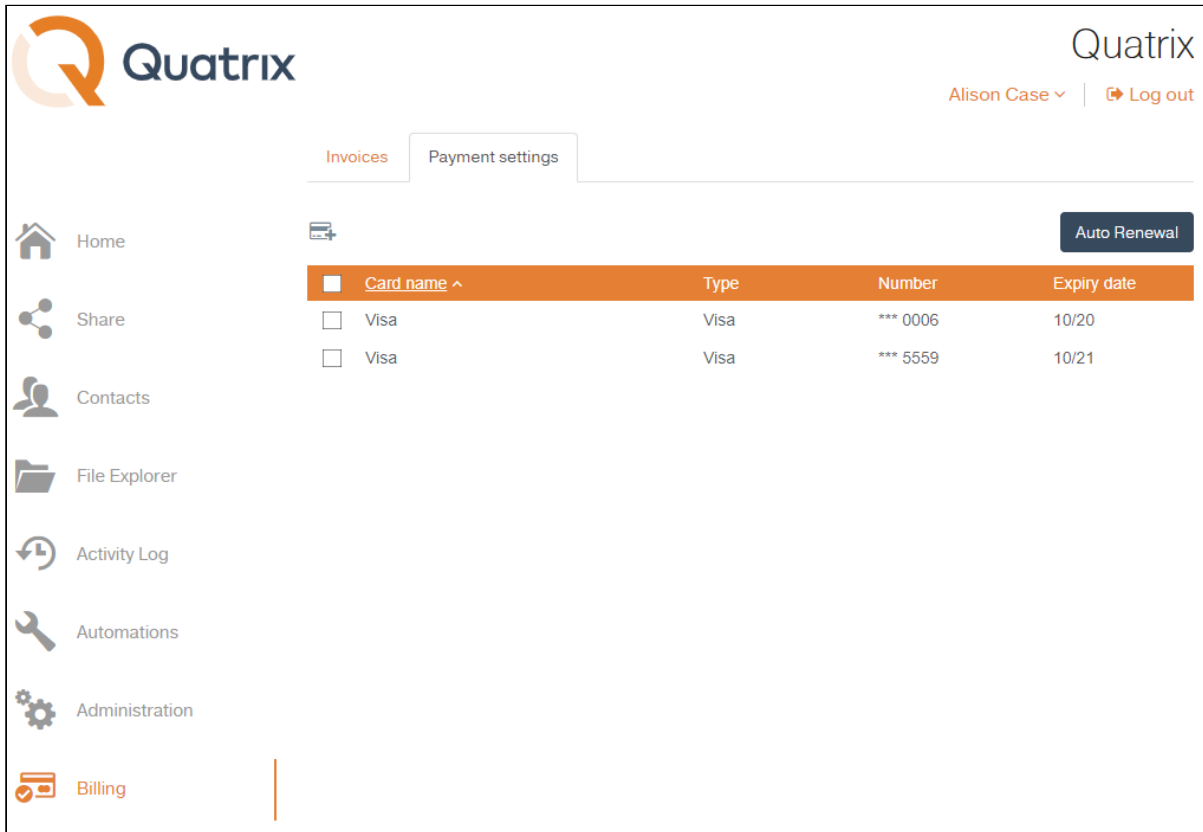 Quatrix
Quatrix
Alison Case
Log out
Invoices
Payment settings
Home
Share
Contacts
File Explorer
Activity Log
Automations
Administration
Billing
Auto Renewal
Card name Type Number Expiry date
Visa Visa *** 0006 10/20
Visa Visa *** 5559 10/21